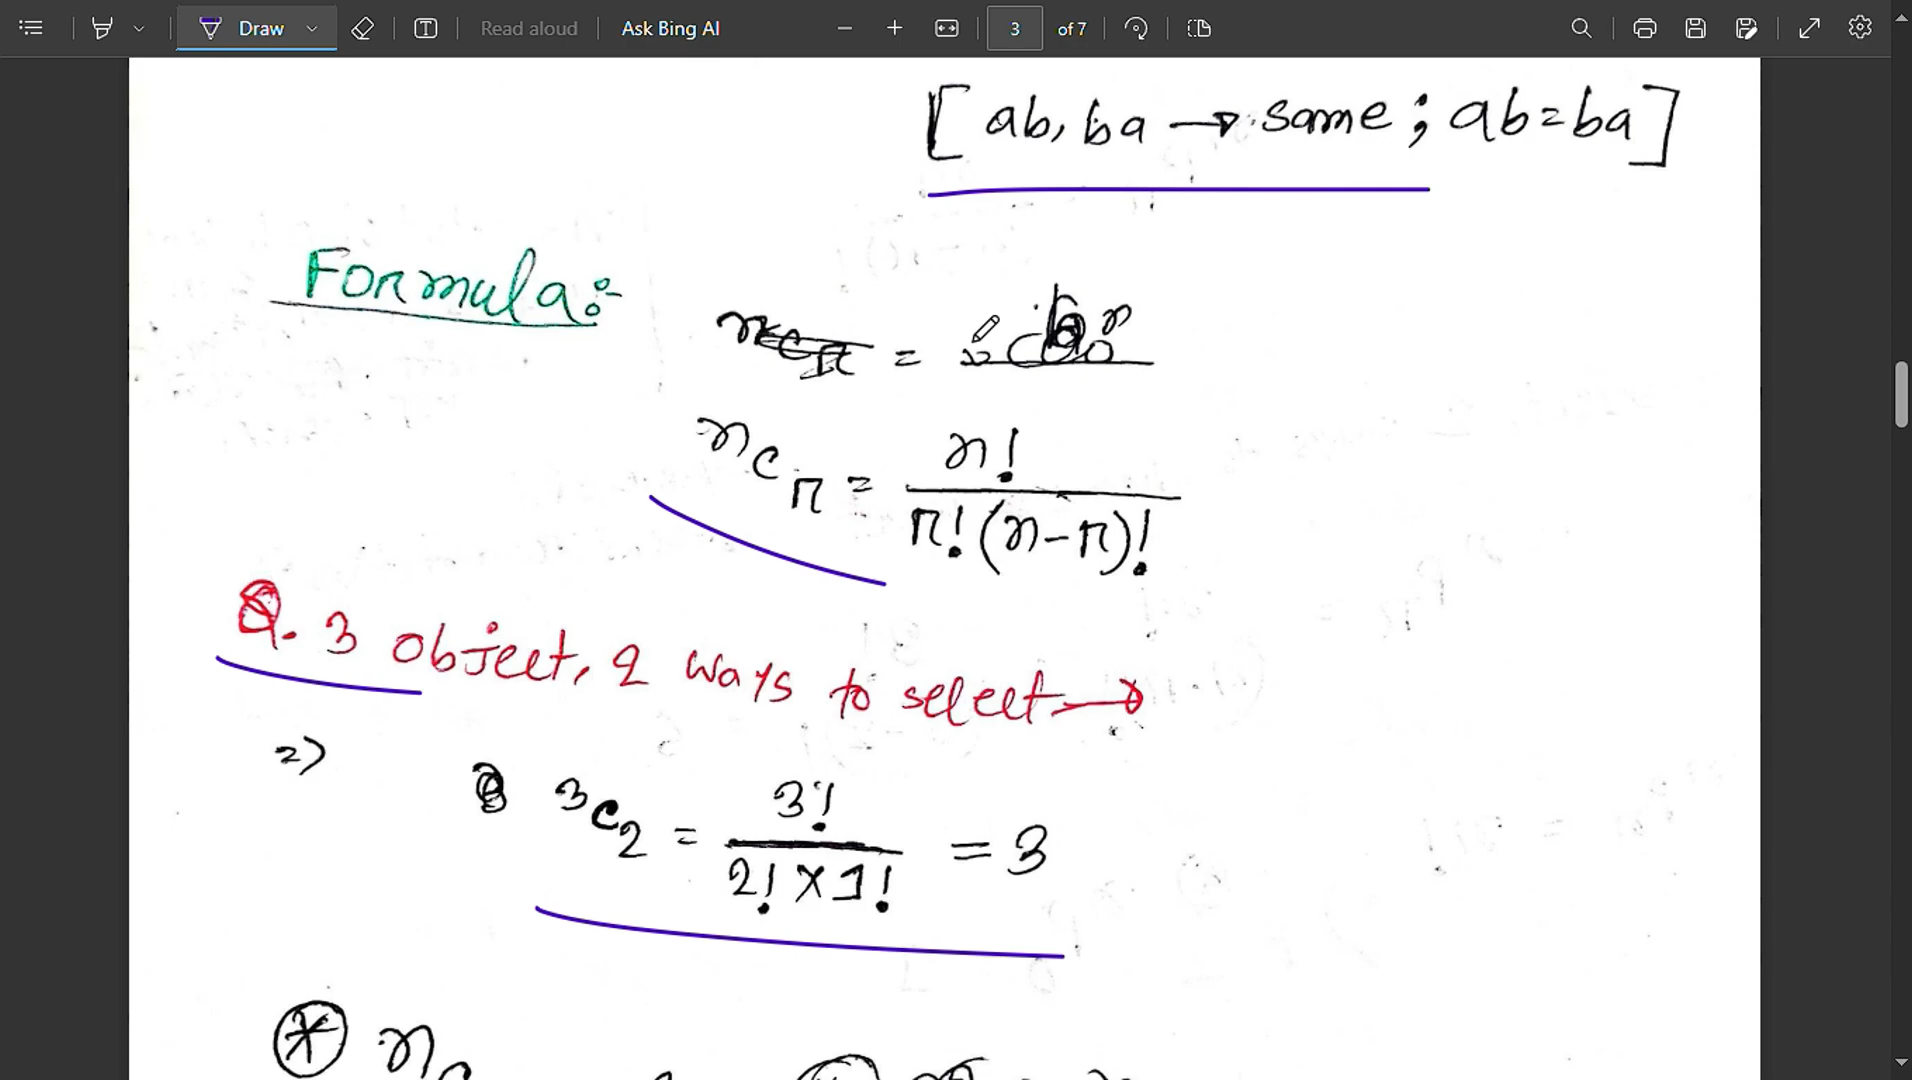 Draw Read aloud Ask Bing AI 3 of 7
[ab, ba → same; ab=ba]
Formula:-
ⁿCᵣ =
ⁿCᵣ = n! / r!(n-r)!
Q. 3 object, 2 ways to select →
⇒ ³C₂ = 3! / 2! × 1! = 3
* n